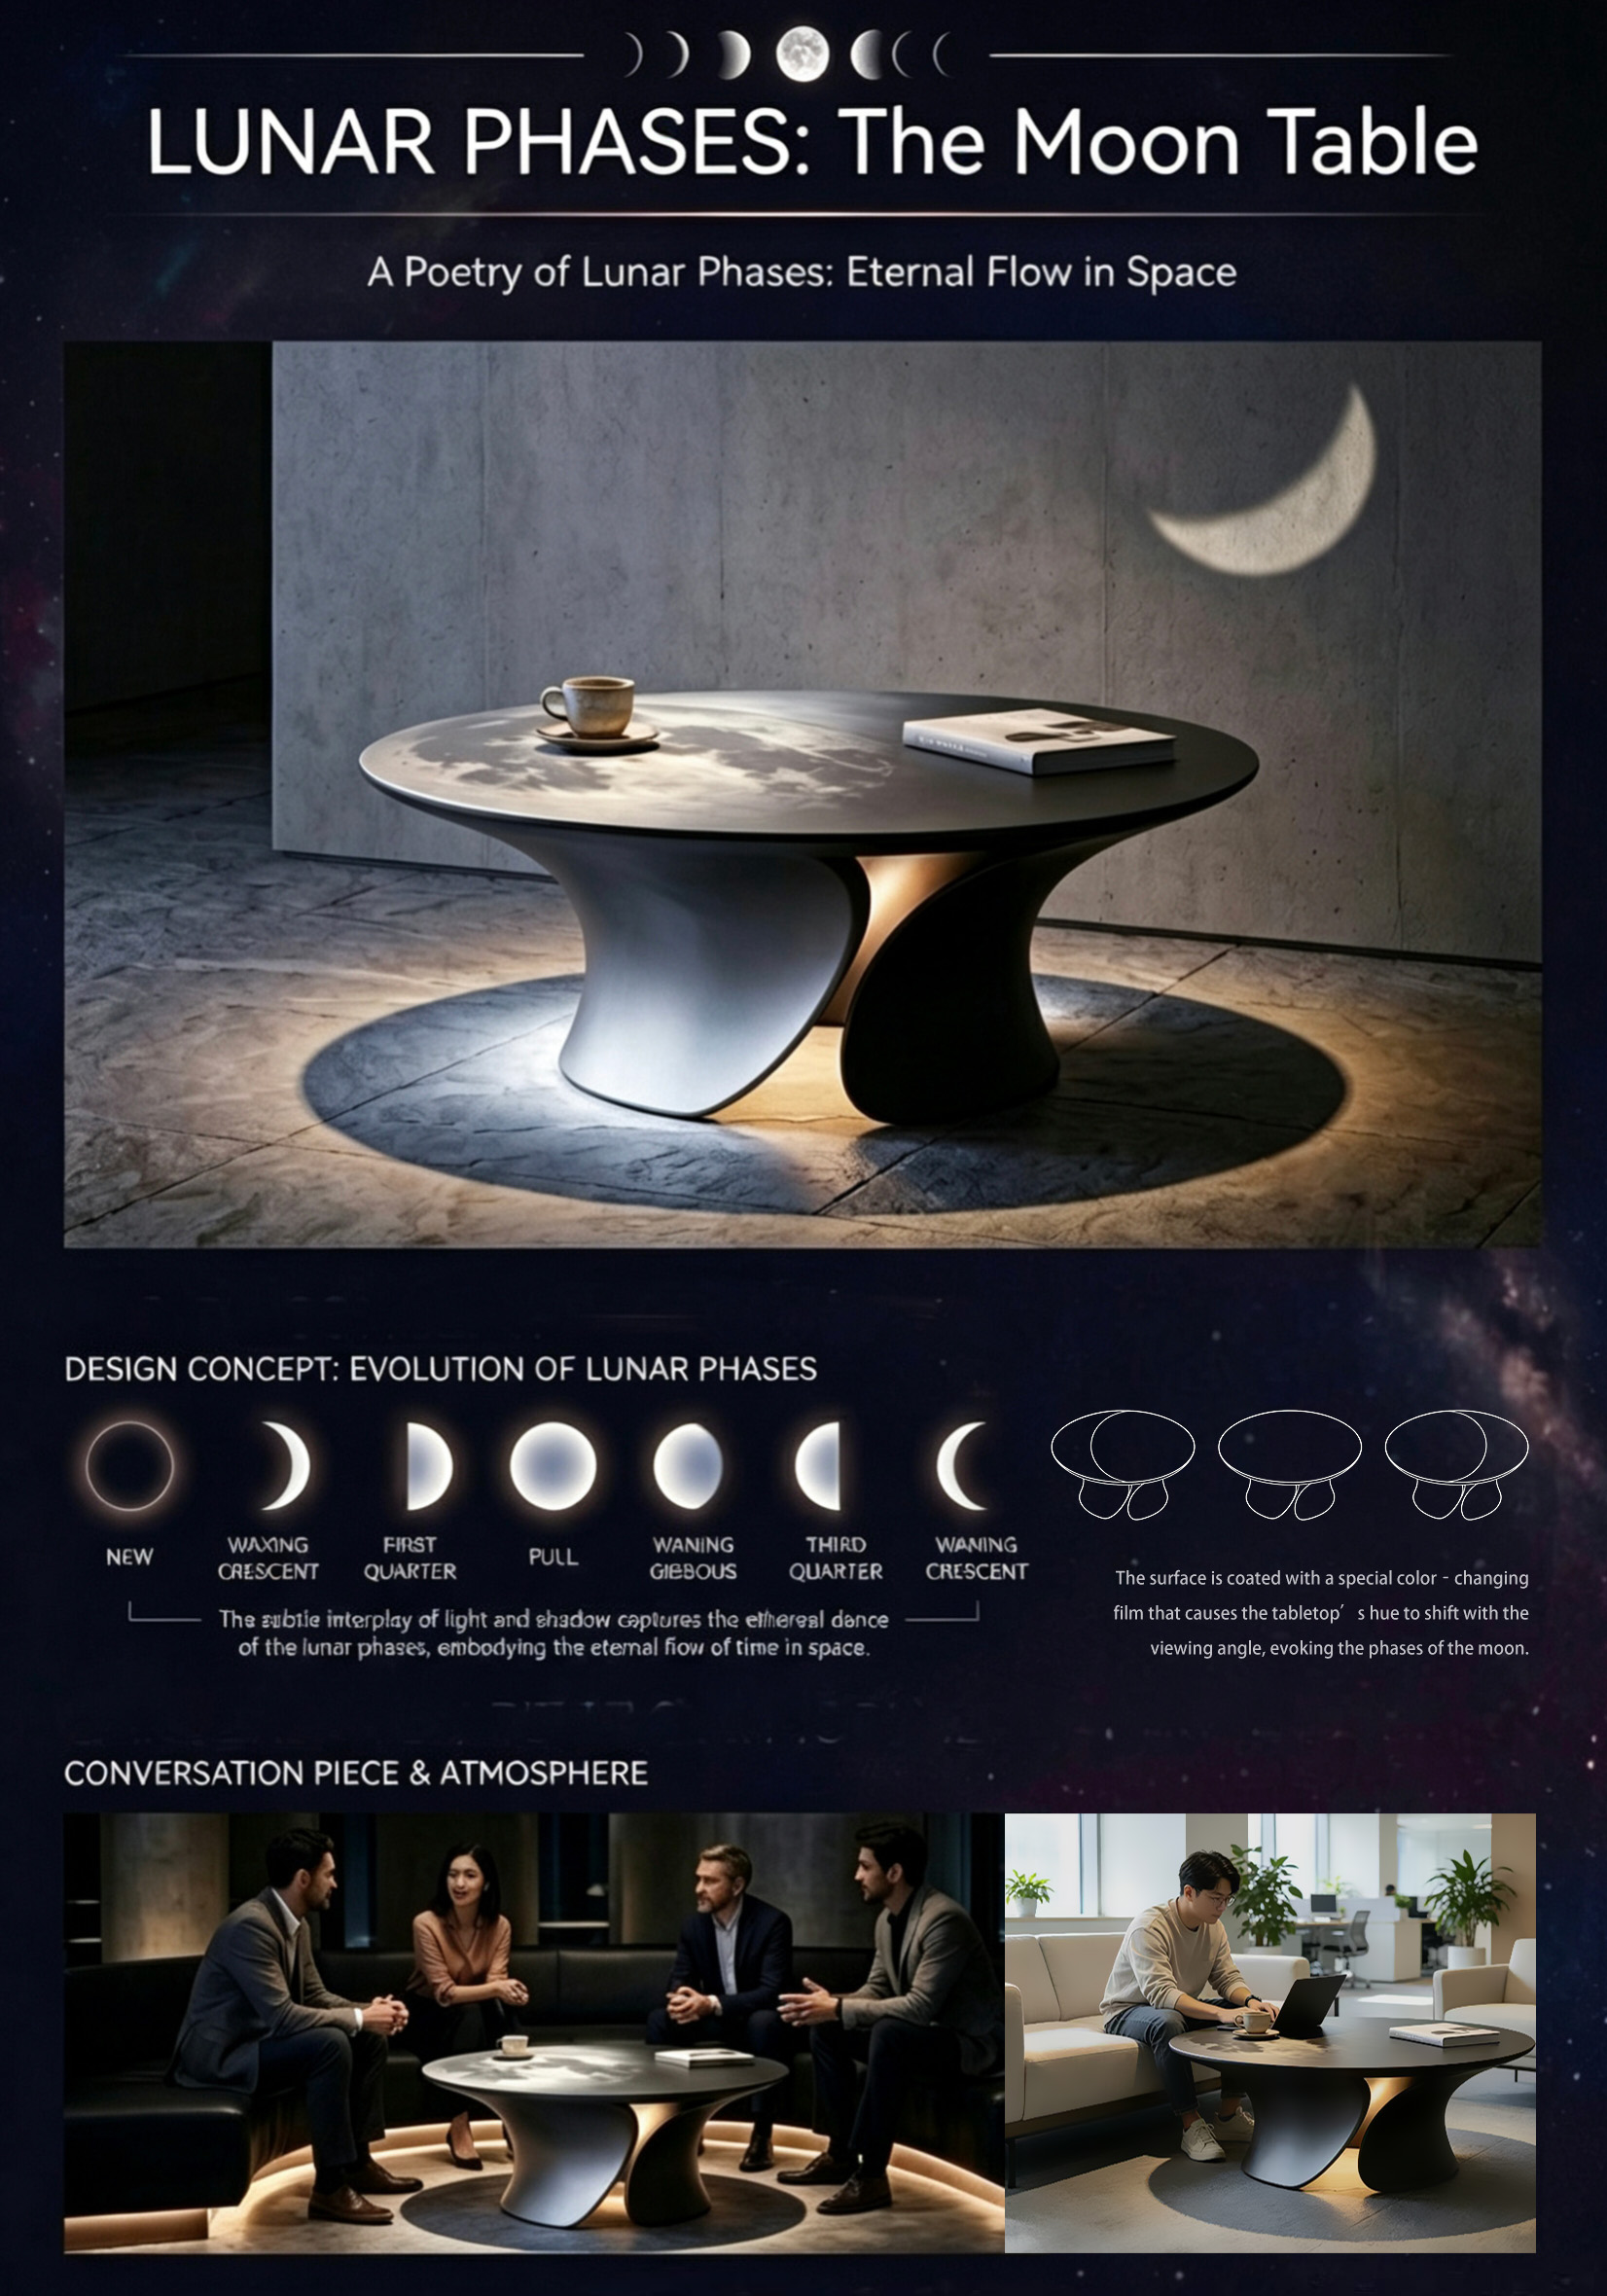 LUNAR PHASES: The Moon Table
A Poetry of Lunar Phases: Eternal Flow in Space
DESIGN CONCEPT: EVOLUTION OF LUNAR PHASES
NEW
WAXING
CRESCENT
FIRST
QUARTER
PULL
WANING
GIBBOUS
THIRD
QUARTER
WANING
CRESCENT
The subtle interplay of light and shadow captures the ethereal dance
of the lunar phases, embodying the eternal flow of time in space.
The surface is coated with a special color - changing
film that causes the tabletop′ s hue to shift with the
viewing angle, evoking the phases of the moon.
CONVERSATION PIECE & ATMOSPHERE